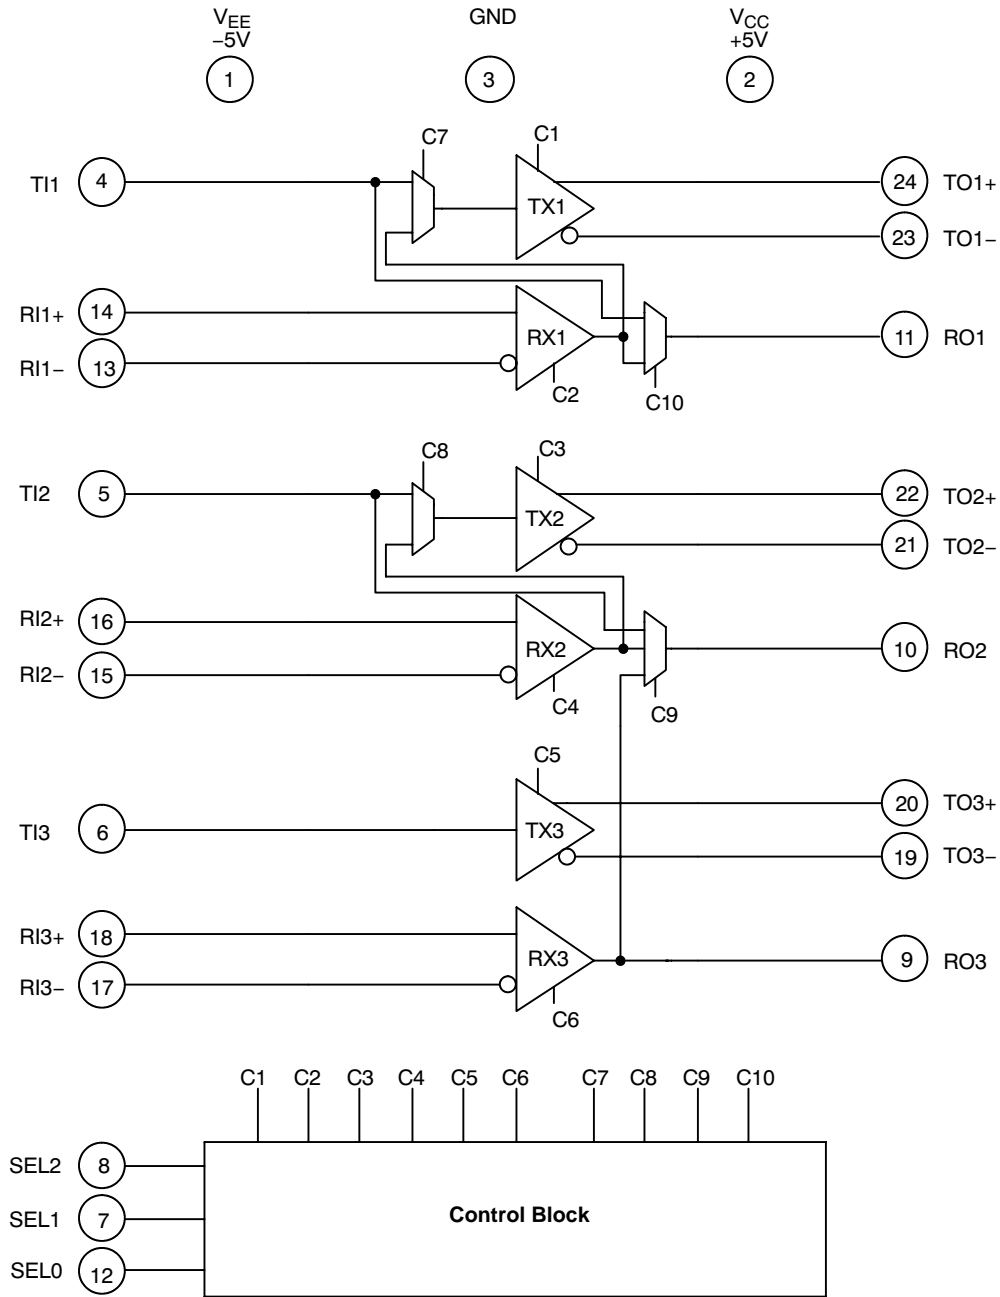 VEE GND VCC
−5V +5V
1 3 2
C7 C1
TI1 4 24 TO1+
TX1
23 TO1−
RI1+ 14
RX1 11 RO1
RI1− 13
C2 C10
C8 C3
TI2 5 22 TO2+
TX2
21 TO2−
RI2+ 16
RX2 10 RO2
RI2− 15
C4 C9
C5
20 TO3+
TI3 6 TX3
19 TO3−
RI3+ 18
RX3 9 RO3
RI3− 17
C6
C1 C2 C3 C4 C5 C6 C7 C8 C9 C10
SEL2 8
SEL1 7 Control Block
SEL0 12